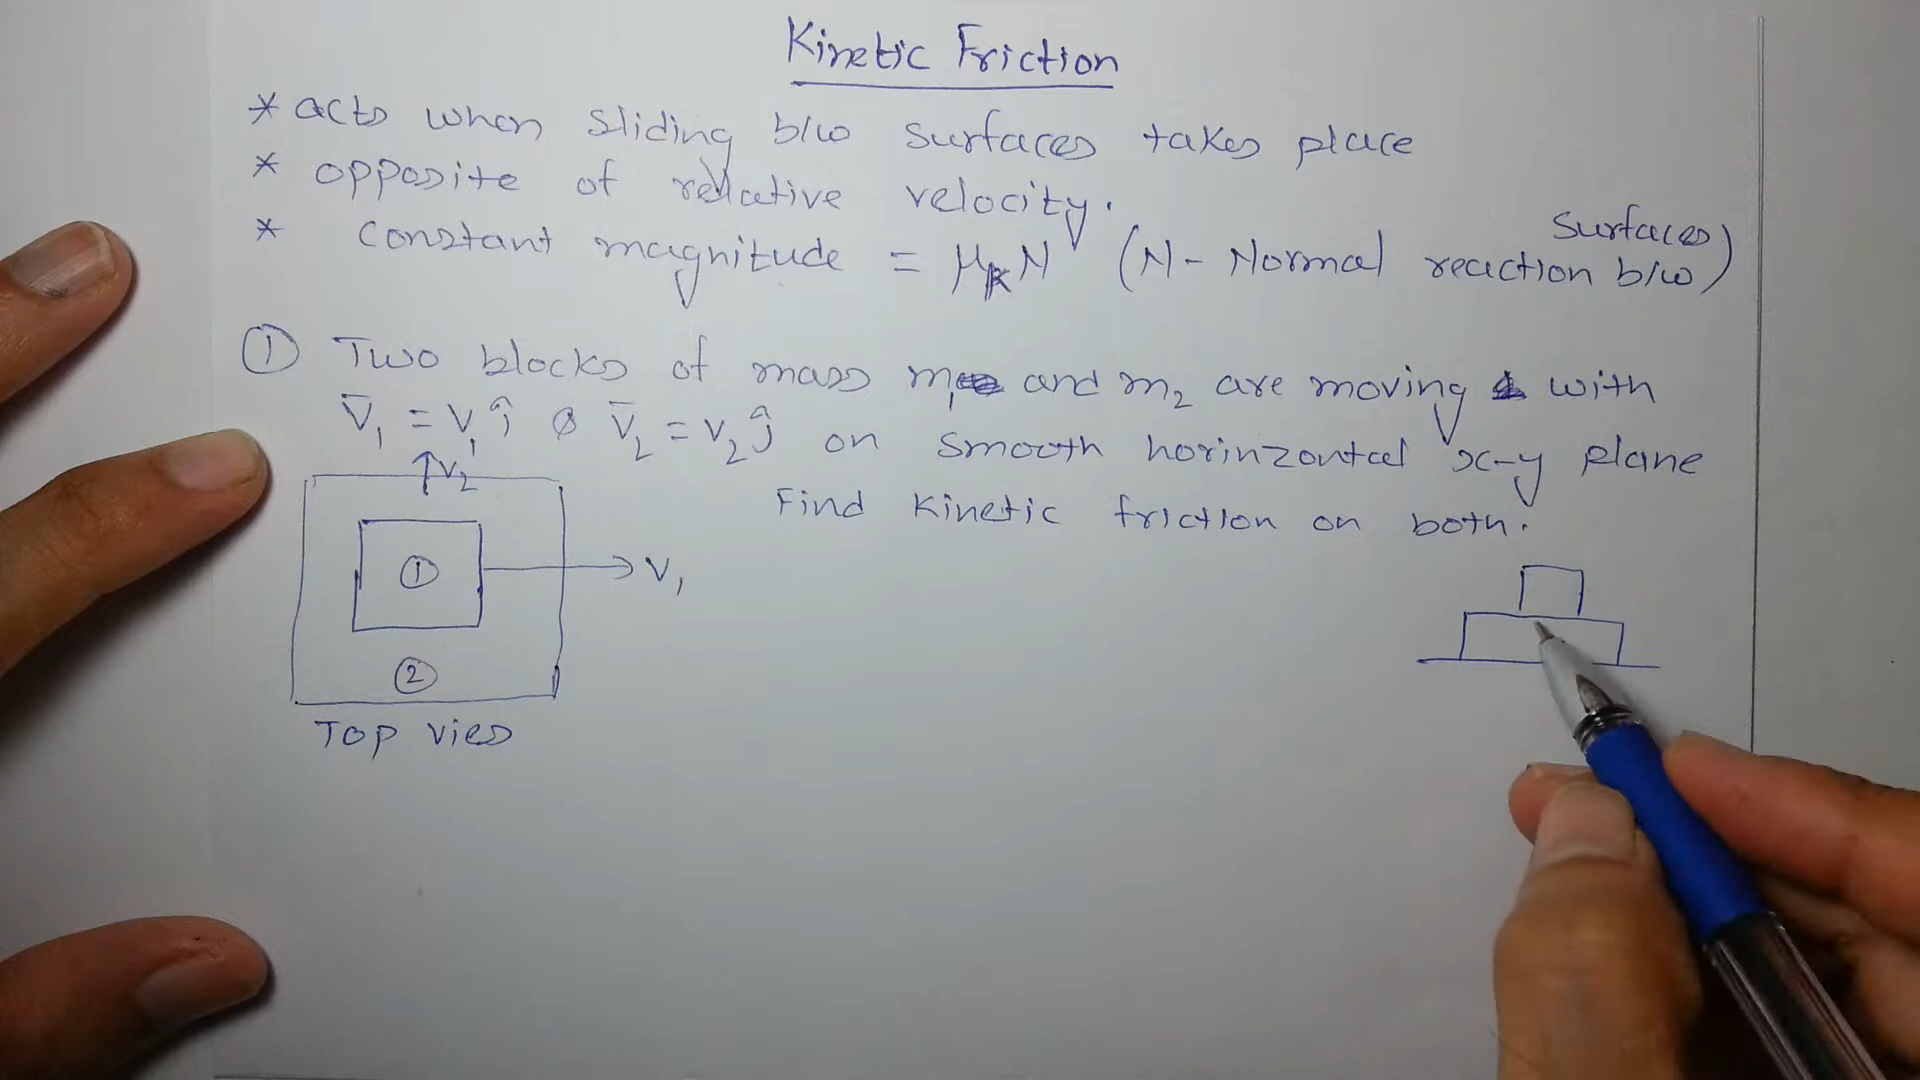 Kinetic Friction
* acts when sliding b/w surfaces takes place
* opposite of relative velocity.
* constant magnitude = μₖN (N - Normal reaction b/w surfaces)
① Two blocks of mass m₁ and m₂ are moving with
v̄₁ = v₁ î & v̄₂ = v₂ ĵ on smooth horinzontal x-y plane
Find kinetic friction on both.
v₂
①
v₁
②
Top view